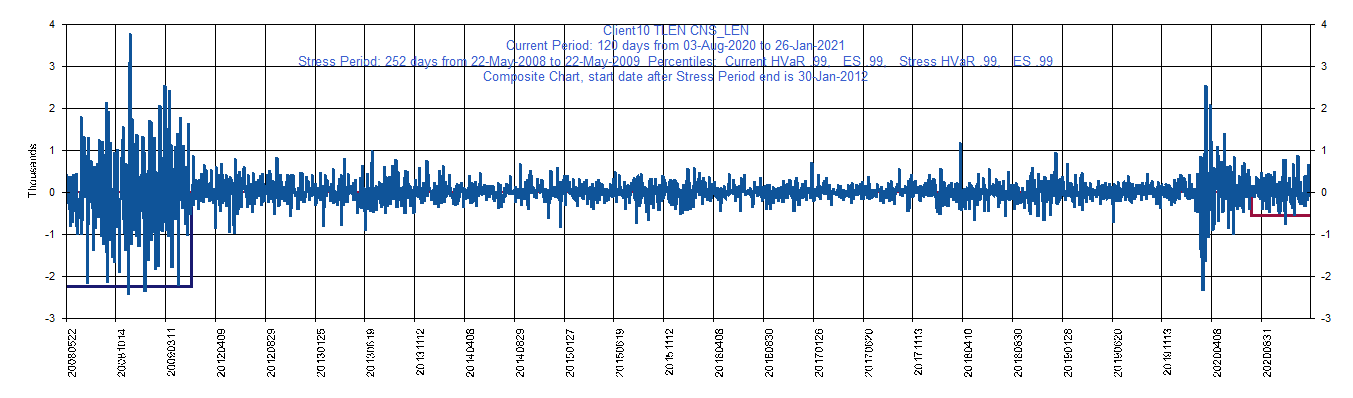 Client10 TLEN CNS_LEN
Current Period: 120 days from 03-Aug-2020 to 26-Jan-2021
Stress Period: 252 days from 22-May-2008 to 22-May-2009 Percentiles: Current HVaR .99, ES .99, Stress HVaR .99, ES .99
Composite Chart, start date after Stress Period end is 30-Jan-2012
Thousands
4 4
3 3
2 2
1 1
0 0
-1 -1
-2 -2
-3 -3
20080522 20081014 20090311 20120409 20120829 20130125 20130619 20131112 20140408 20140829 20150127 20150619 20151112 20160408 20160830 20170126 20170620 20171113 20180410 20180830 20190128 20190620 20191113 20200408 20200831